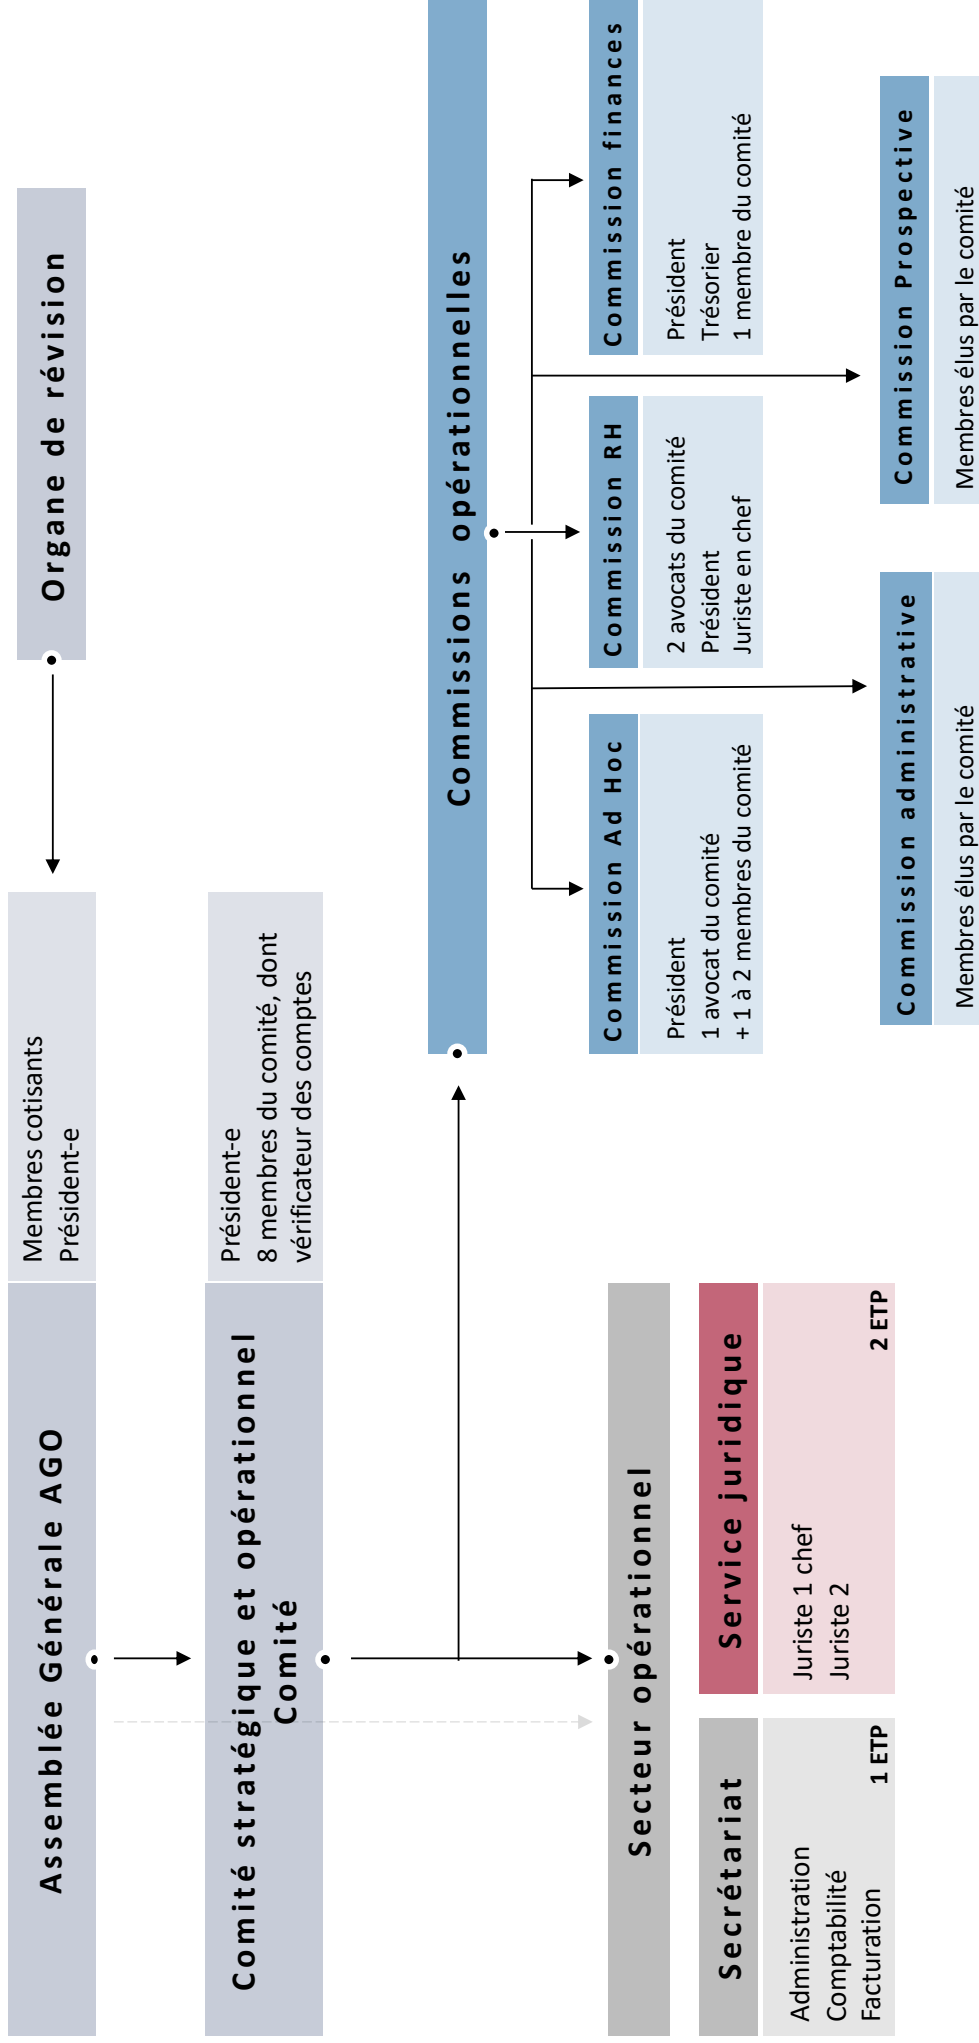 Assemblée Générale AGO
Membres cotisants
Président-e
Organe de révision
Comité stratégique et opérationnel
Comité
Président-e
8 membres du comité, dont
vérificateur des comptes
Commissions opérationnelles
Commission Ad Hoc
Président
1 avocat du comité
+ 1 à 2 membres du comité
Commission RH
2 avocats du comité
Président
Juriste en chef
Commission finances
Président
Trésorier
1 membre du comité
Commission administrative
Membres élus par le comité
Commission Prospective
Membres élus par le comité
Secteur opérationnel
Secrétariat
Administration
Comptabilité
Facturation
1 ETP
Service juridique
Juriste 1 chef
Juriste 2
2 ETP